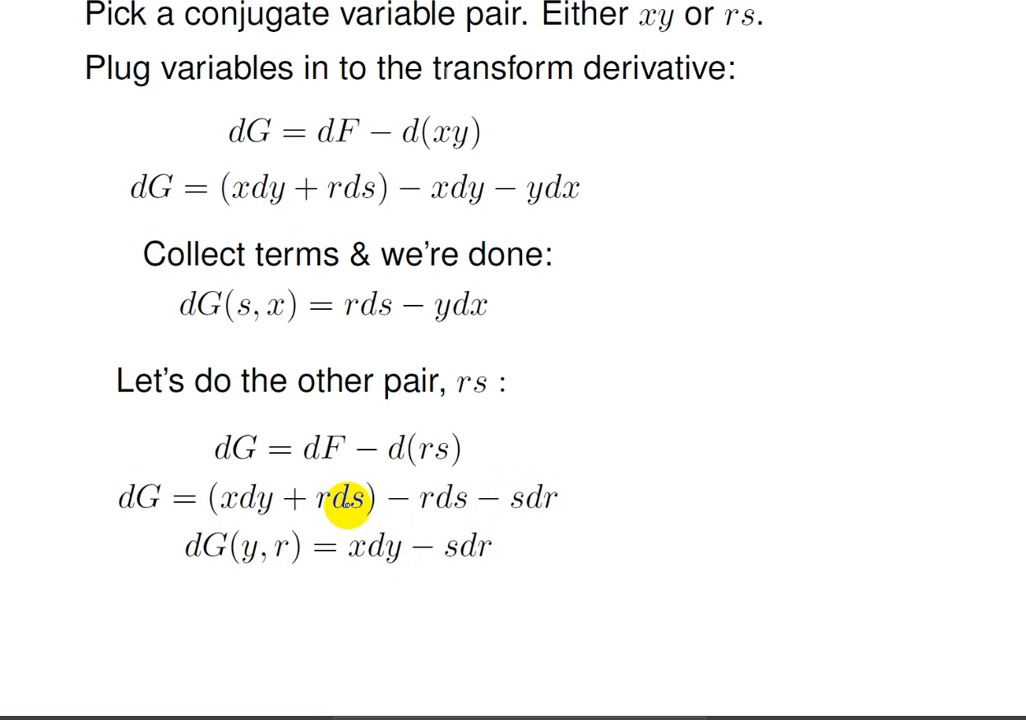 Pick a conjugate variable pair. Either xy or rs.
Plug variables in to the transform derivative:
dG = dF − d(xy)
dG = (xdy + rds) − xdy − ydx
Collect terms & we're done:
dG(s, x) = rds − ydx
Let's do the other pair, rs :
dG = dF − d(rs)
dG = (xdy + rds) − rds − sdr
dG(y, r) = xdy − sdr